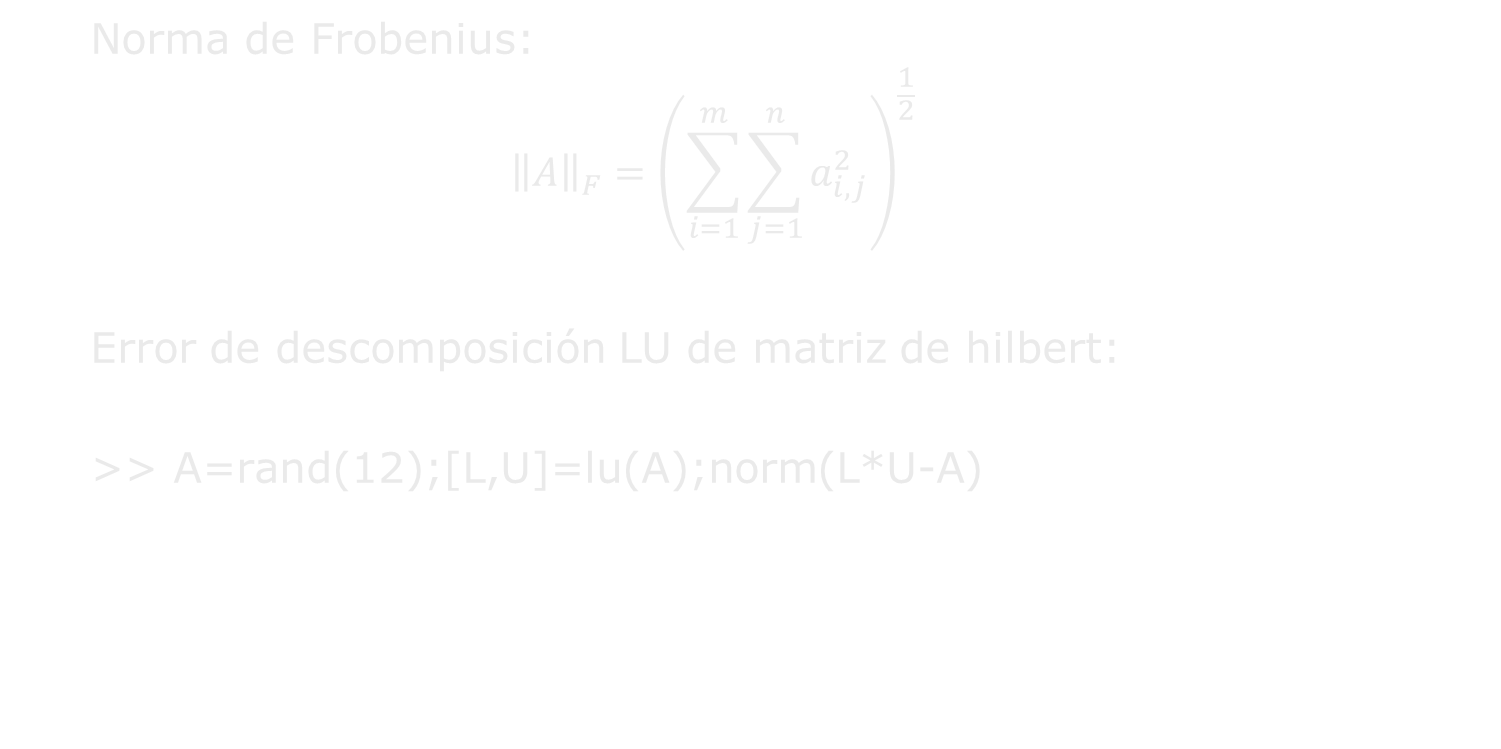 Norma de Frobenius:
‖A‖_F = (∑_{i=1}^{m} ∑_{j=1}^{n} a_{i,j}^2)^{1/2}
Error de descomposición LU de matriz de hilbert:
>> A=rand(12);[L,U]=lu(A);norm(L*U-A)